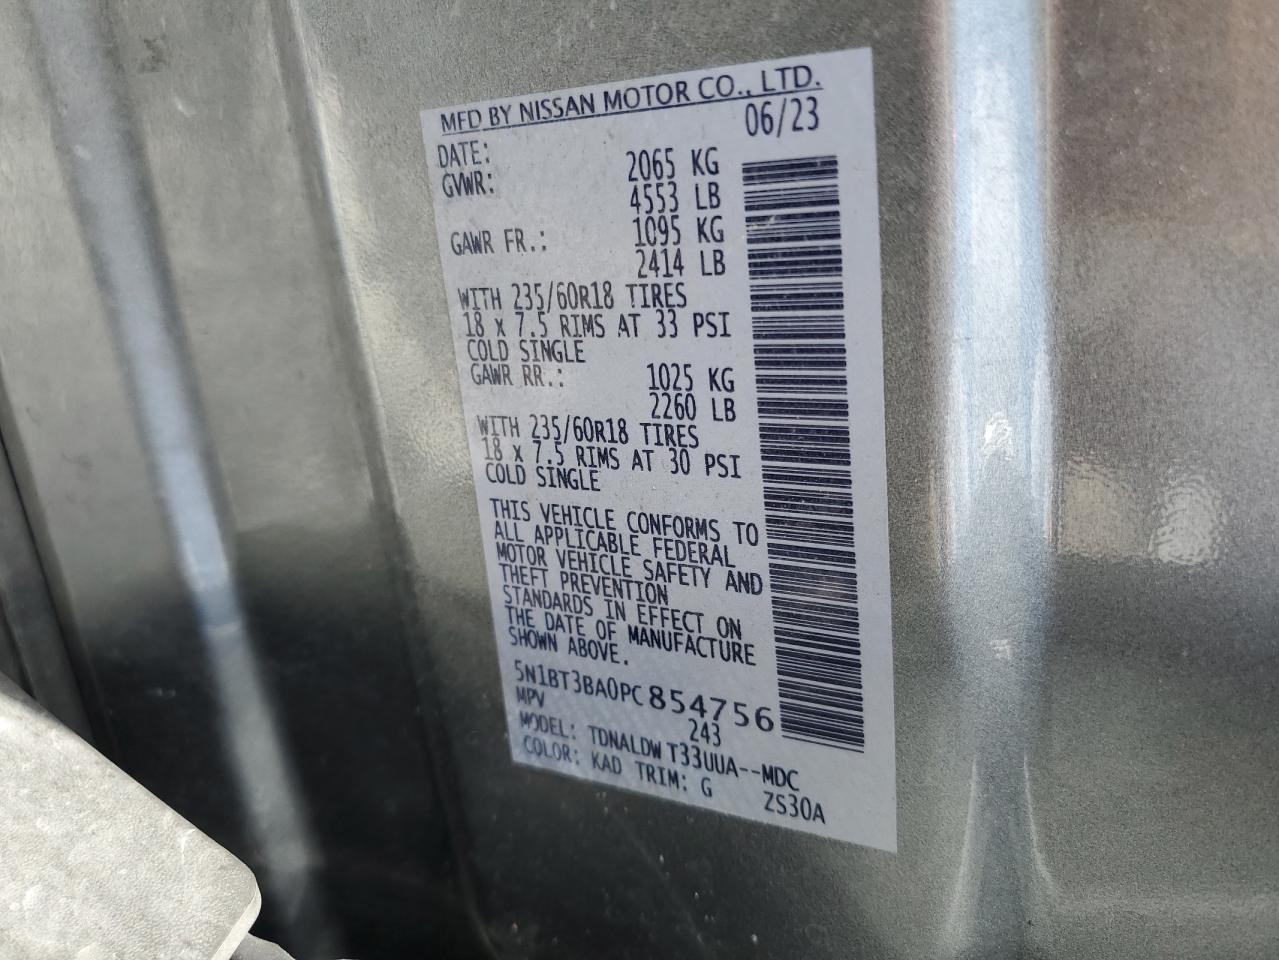 MFD BY NISSAN MOTOR CO., LTD.
DATE: 06/23
GVWR: 2065 KG
4553 LB
GAWR FR.: 1095 KG
2414 LB
WITH 235/60R18 TIRES
18 x 7.5 RIMS AT 33 PSI
COLD SINGLE
GAWR RR.: 1025 KG
2260 LB
WITH 235/60R18 TIRES
18 x 7.5 RIMS AT 30 PSI
COLD SINGLE
THIS VEHICLE CONFORMS TO
ALL APPLICABLE FEDERAL
MOTOR VEHICLE SAFETY AND
THEFT PREVENTION
STANDARDS IN EFFECT ON
THE DATE OF MANUFACTURE
SHOWN ABOVE.
5N1BT3BA0PC854756
MPV 243
MODEL: TDNALDW T33UUA--MDC
COLOR: KAD TRIM: G ZS30A